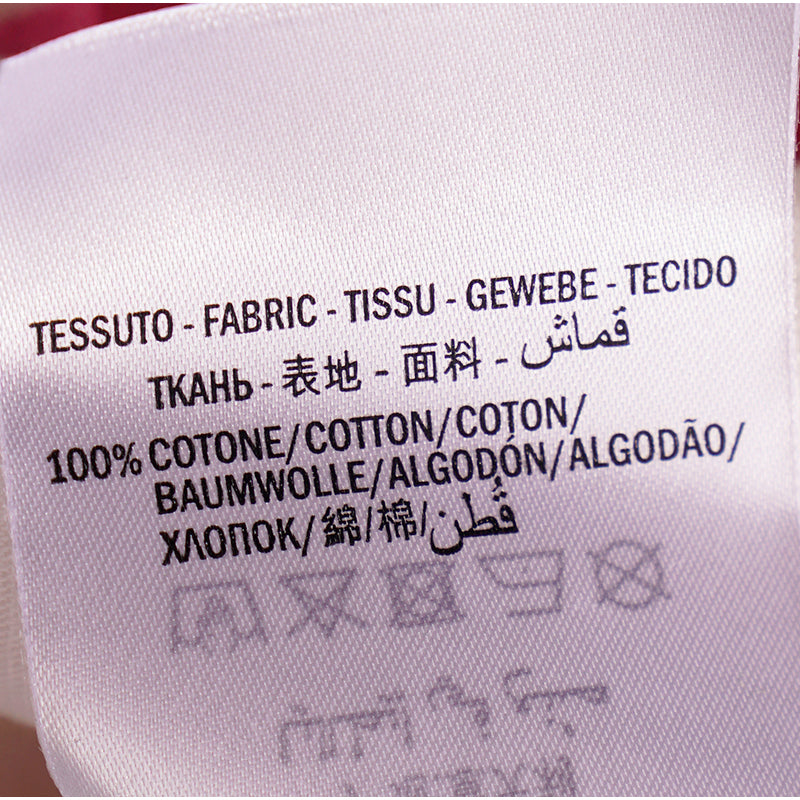 TESSUTO - FABRIC - TISSU - GEWEBE - TECIDO
ТКАНЬ - 表地 - 面料 - قماش
100% COTONE/COTTON/COTON/
BAUMWOLLE/ALGODÓN/ALGODÃO/
ХЛОПОК/綿/棉/قُطن